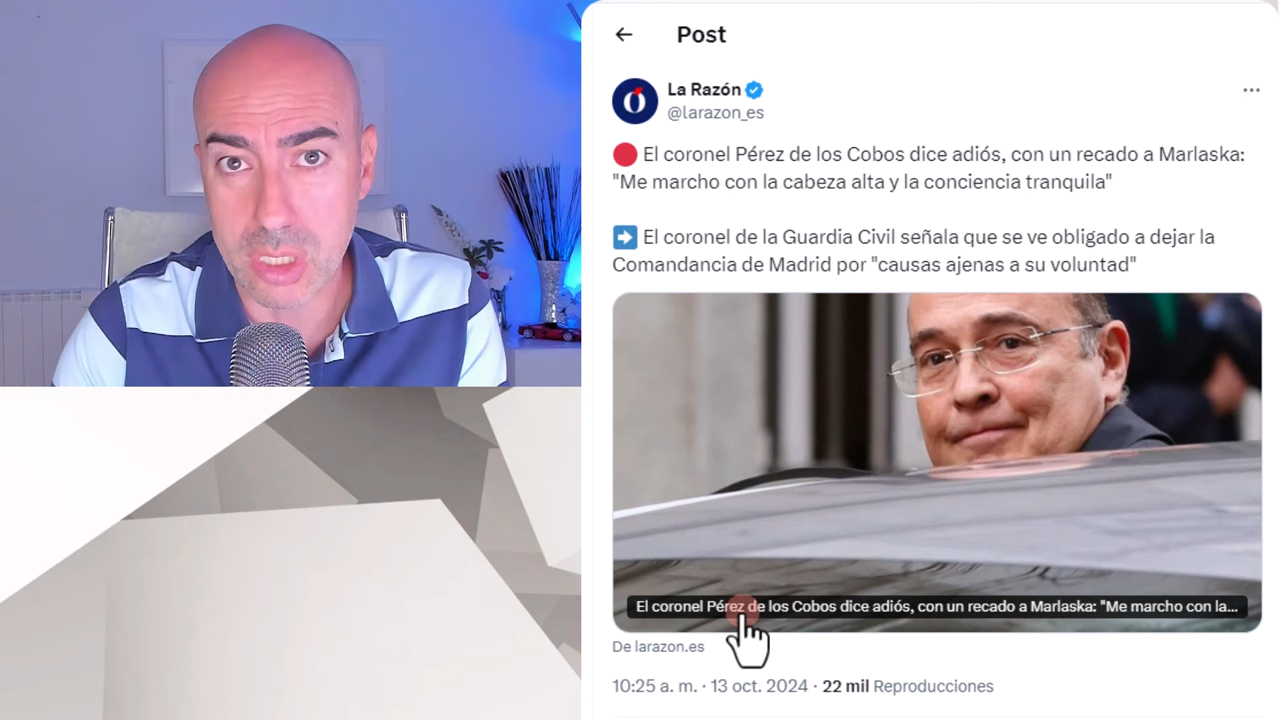 Post
La Razón
@larazon_es
El coronel Pérez de los Cobos dice adiós, con un recado a Marlaska:
"Me marcho con la cabeza alta y la conciencia tranquila"
El coronel de la Guardia Civil señala que se ve obligado a dejar la
Comandancia de Madrid por "causas ajenas a su voluntad"
El coronel Pérez de los Cobos dice adiós, con un recado a Marlaska: "Me marcho con la...
De larazon.es
10:25 a. m. · 13 oct. 2024 · 22 mil Reproducciones